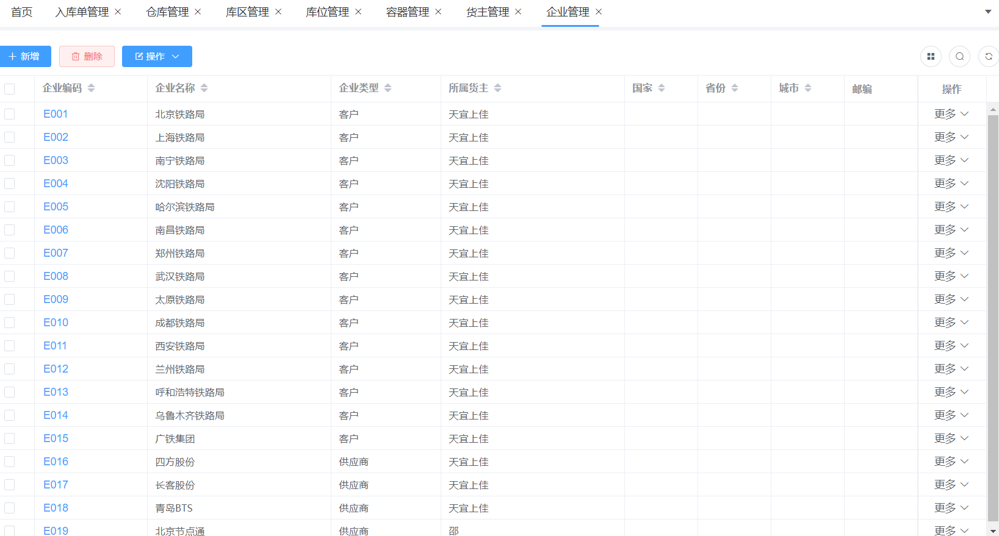 首页 入库单管理 仓库管理 库区管理 库位管理 容器管理 货主管理 企业管理
新增 删除 操作
企业编码 企业名称 企业类型 所属货主 国家 省份 城市 邮编 操作
E001 北京铁路局 客户 天宜上佳 更多
E002 上海铁路局 客户 天宜上佳 更多
E003 南宁铁路局 客户 天宜上佳 更多
E004 沈阳铁路局 客户 天宜上佳 更多
E005 哈尔滨铁路局 客户 天宜上佳 更多
E006 南昌铁路局 客户 天宜上佳 更多
E007 郑州铁路局 客户 天宜上佳 更多
E008 武汉铁路局 客户 天宜上佳 更多
E009 太原铁路局 客户 天宜上佳 更多
E010 成都铁路局 客户 天宜上佳 更多
E011 西安铁路局 客户 天宜上佳 更多
E012 兰州铁路局 客户 天宜上佳 更多
E013 呼和浩特铁路局 客户 天宜上佳 更多
E014 乌鲁木齐铁路局 客户 天宜上佳 更多
E015 广铁集团 客户 天宜上佳 更多
E016 四方股份 供应商 天宜上佳 更多
E017 长客股份 供应商 天宜上佳 更多
E018 青岛BTS 供应商 天宜上佳 更多
E019 北京节点通 供应商 邵 更多